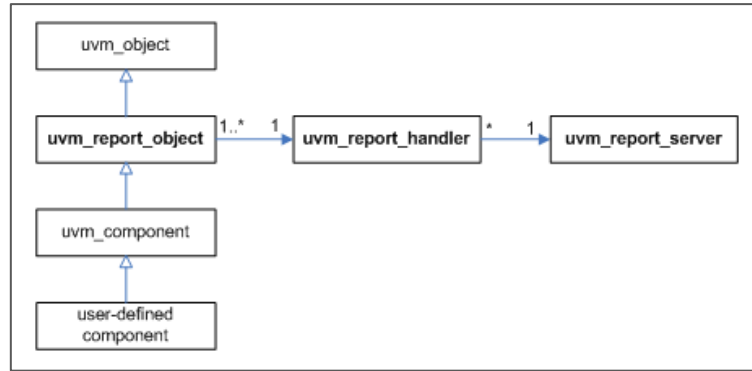 uvm_object
uvm_report_object
1..*
1
uvm_report_handler
*
1
uvm_report_server
uvm_component
user-defined
component